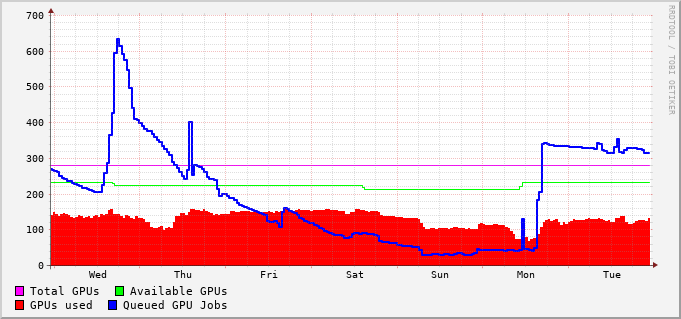 700
600
500
400
300
200
100
0
Wed Thu Fri Sat Sun Mon Tue
Total GPUs Available GPUs
GPUs used Queued GPU Jobs
RRDTOOL / TOBI OETIKER